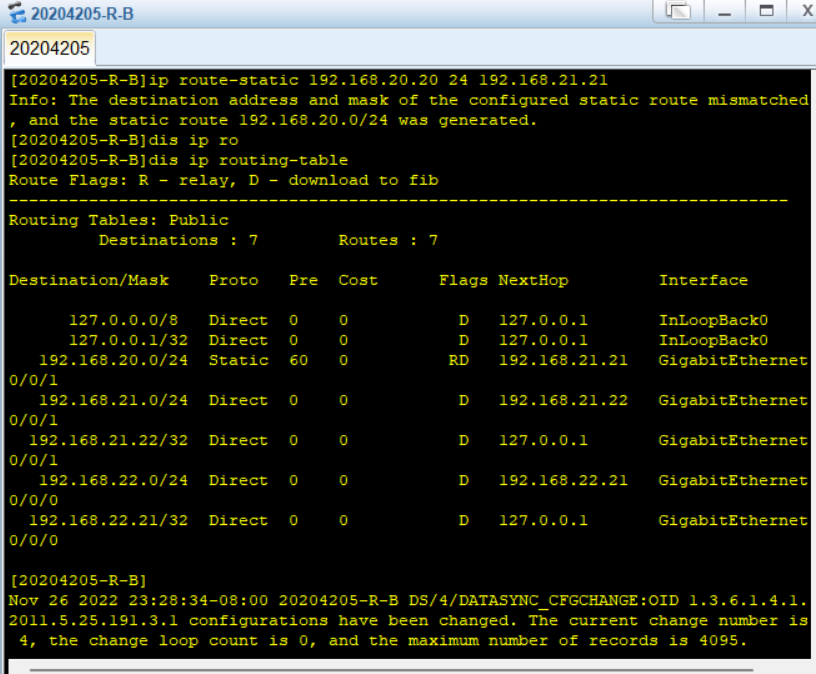 20204205-R-B
20204205
[20204205-R-B]ip route-static 192.168.20.20 24 192.168.21.21
Info: The destination address and mask of the configured static route mismatched
, and the static route 192.168.20.0/24 was generated.
[20204205-R-B]dis ip ro
[20204205-R-B]dis ip routing-table
Route Flags: R - relay, D - download to fib
------------------------------------------------------------------------------
Routing Tables: Public
         Destinations : 7        Routes : 7

Destination/Mask    Proto   Pre  Cost      Flags NextHop         Interface

      127.0.0.0/8   Direct  0    0           D   127.0.0.1       InLoopBack0
      127.0.0.1/32  Direct  0    0           D   127.0.0.1       InLoopBack0
   192.168.20.0/24  Static  60   0          RD   192.168.21.21   GigabitEthernet
0/0/1
   192.168.21.0/24  Direct  0    0           D   192.168.21.22   GigabitEthernet
0/0/1
  192.168.21.22/32  Direct  0    0           D   127.0.0.1       GigabitEthernet
0/0/1
   192.168.22.0/24  Direct  0    0           D   192.168.22.21   GigabitEthernet
0/0/0
  192.168.22.21/32  Direct  0    0           D   127.0.0.1       GigabitEthernet
0/0/0

[20204205-R-B]
Nov 26 2022 23:28:34-08:00 20204205-R-B DS/4/DATASYNC_CFGCHANGE:OID 1.3.6.1.4.1.
2011.5.25.191.3.1 configurations have been changed. The current change number is
 4, the change loop count is 0, and the maximum number of records is 4095.